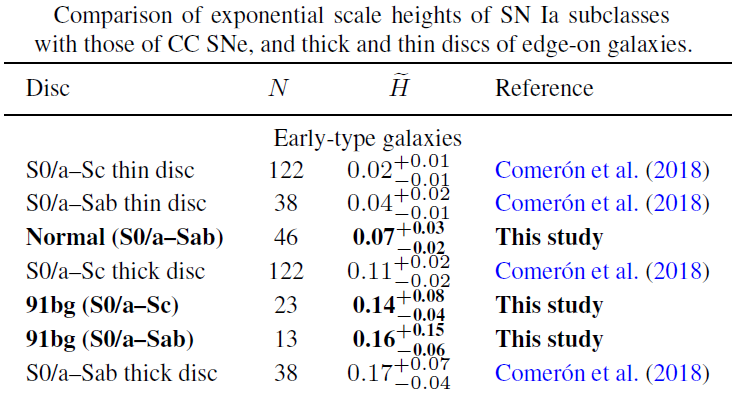 Comparison of exponential scale heights of SN Ia subclasses
with those of CC SNe, and thick and thin discs of edge-on galaxies.
Disc N H̃ Reference
Early-type galaxies
S0/a–Sc thin disc 122 0.02+0.01−0.01 Comerón et al. (2018)
S0/a–Sab thin disc 38 0.04+0.02−0.01 Comerón et al. (2018)
Normal (S0/a–Sab) 46 0.07+0.03−0.02 This study
S0/a–Sc thick disc 122 0.11+0.02−0.02 Comerón et al. (2018)
91bg (S0/a–Sc) 23 0.14+0.08−0.04 This study
91bg (S0/a–Sab) 13 0.16+0.15−0.06 This study
S0/a–Sab thick disc 38 0.17+0.07−0.04 Comerón et al. (2018)